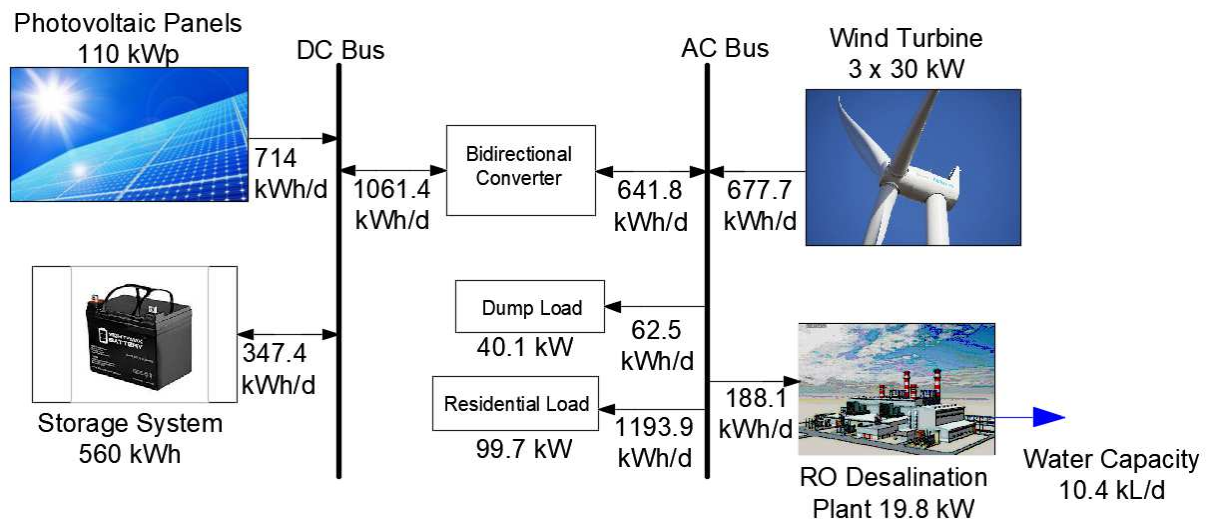 Photovoltaic Panels
110 kWp
DC Bus
AC Bus
Wind Turbine
3 x 30 kW
714
kWh/d
1061.4
kWh/d
Bidirectional
Converter
641.8
kWh/d
677.7
kWh/d
347.4
kWh/d
Storage System
560 kWh
Dump Load
40.1 kW
62.5
kWh/d
Residential Load
99.7 kW
1193.9
kWh/d
188.1
kWh/d
RO Desalination
Plant 19.8 kW
Water Capacity
10.4 kL/d